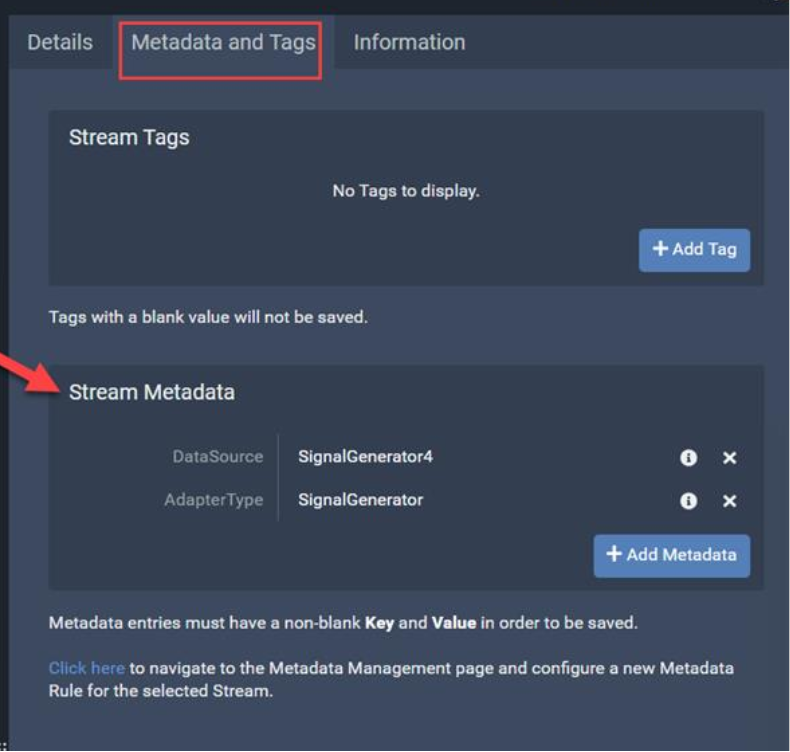 Details Metadata and Tags Information
Stream Tags
No Tags to display.
+ Add Tag
Tags with a blank value will not be saved.
Stream Metadata
DataSource SignalGenerator4
AdapterType SignalGenerator
+ Add Metadata
Metadata entries must have a non-blank Key and Value in order to be saved.
Click here to navigate to the Metadata Management page and configure a new Metadata
Rule for the selected Stream.